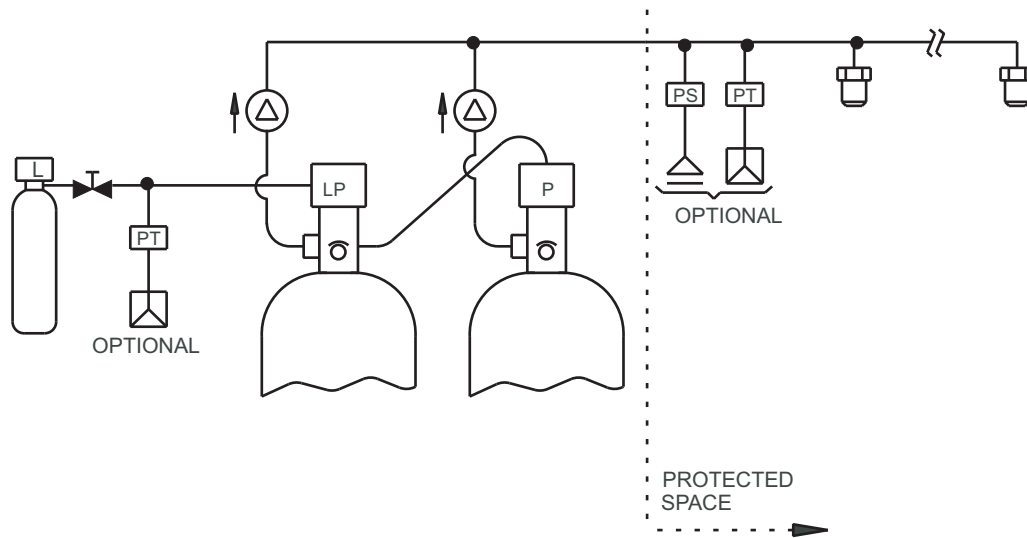 PS
PT
L
LP
P
OPTIONAL
PT
OPTIONAL
PROTECTED
SPACE